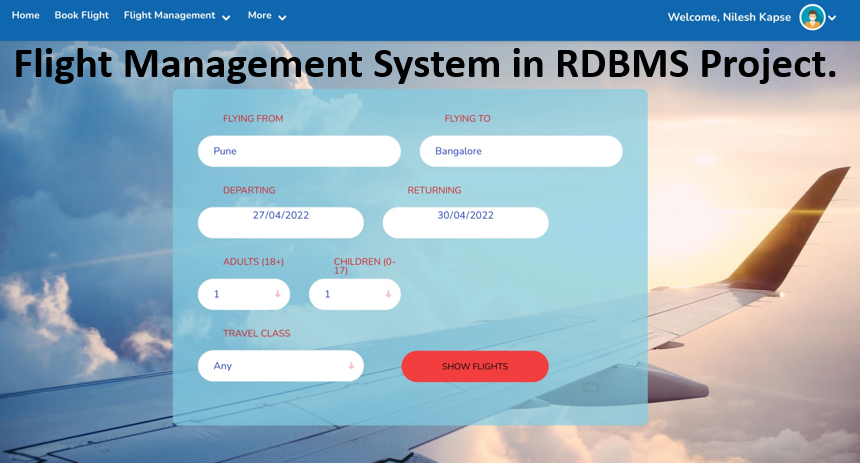 Home Book Flight Flight Management More Welcome, Nilesh Kapse
Flight Management System in RDBMS Project.
FLYING FROM FLYING TO
Pune Bangalore
DEPARTING RETURNING
27/04/2022 30/04/2022
ADULTS (18+) CHILDREN (0-
17)
1 1
TRAVEL CLASS
Any SHOW FLIGHTS